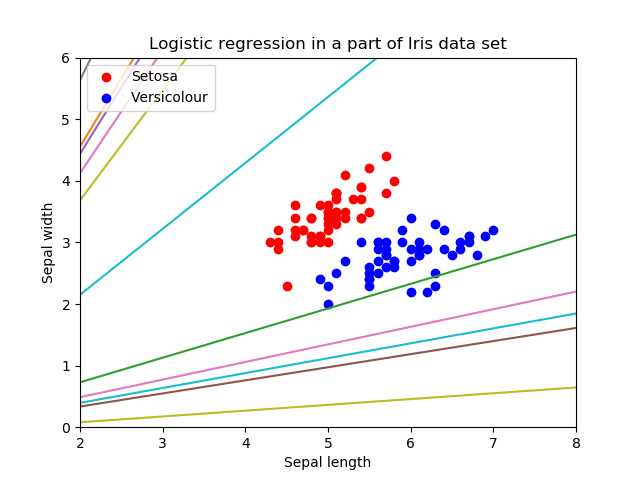 Logistic regression in a part of Iris data set
Setosa
Versicolour
Sepal width
6
5
4
3
2
1
0
2 3 4 5 6 7 8
Sepal length